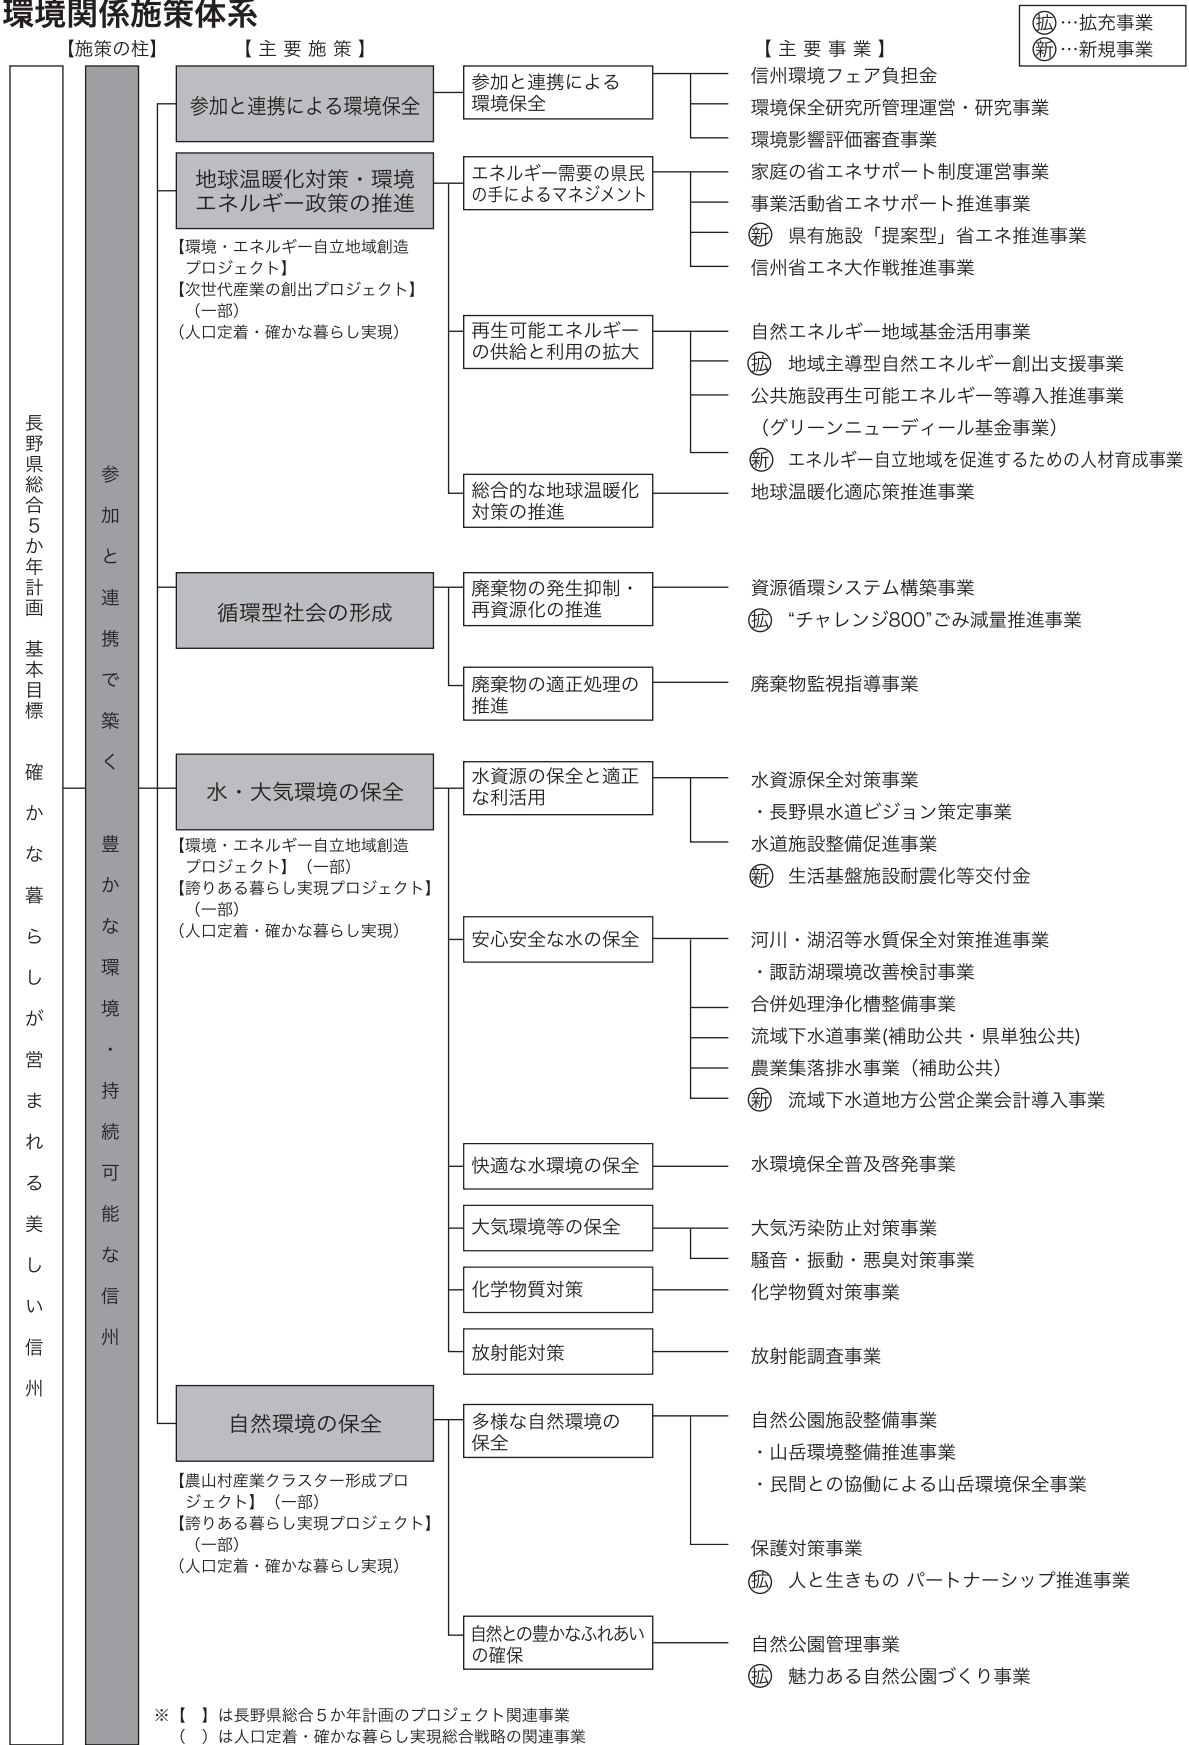 環境関係施策体系
拡…拡充事業
新…新規事業
【施策の柱】
【主要施策】
【主要事業】
長野県総合5か年計画 基本目標 確かな暮らしが営まれる美しい信州
参加と連携で築く 豊かな環境・持続可能な信州
参加と連携による環境保全
参加と連携による
環境保全
信州環境フェア負担金
環境保全研究所管理運営・研究事業
環境影響評価審査事業
地球温暖化対策・環境
エネルギー政策の推進
【環境・エネルギー自立地域創造
プロジェクト】
【次世代産業の創出プロジェクト】
（一部）
（人口定着・確かな暮らし実現）
エネルギー需要の県民
の手によるマネジメント
家庭の省エネサポート制度運営事業
事業活動省エネサポート推進事業
新 県有施設「提案型」省エネ推進事業
信州省エネ大作戦推進事業
再生可能エネルギー
の供給と利用の拡大
自然エネルギー地域基金活用事業
拡 地域主導型自然エネルギー創出支援事業
公共施設再生可能エネルギー等導入推進事業
（グリーンニューディール基金事業）
新 エネルギー自立地域を促進するための人材育成事業
総合的な地球温暖化
対策の推進
地球温暖化適応策推進事業
循環型社会の形成
廃棄物の発生抑制・
再資源化の推進
資源循環システム構築事業
拡 “チャレンジ800”ごみ減量推進事業
廃棄物の適正処理の
推進
廃棄物監視指導事業
水・大気環境の保全
【環境・エネルギー自立地域創造
プロジェクト】（一部）
【誇りある暮らし実現プロジェクト】
（一部）
（人口定着・確かな暮らし実現）
水資源の保全と適正
な利活用
水資源保全対策事業
・長野県水道ビジョン策定事業
水道施設整備促進事業
新 生活基盤施設耐震化等交付金
安心安全な水の保全
河川・湖沼等水質保全対策推進事業
・諏訪湖環境改善検討事業
合併処理浄化槽整備事業
流域下水道事業(補助公共・県単独公共)
農業集落排水事業（補助公共）
新 流域下水道地方公営企業会計導入事業
快適な水環境の保全
水環境保全普及啓発事業
大気環境等の保全
大気汚染防止対策事業
騒音・振動・悪臭対策事業
化学物質対策
化学物質対策事業
放射能対策
放射能調査事業
自然環境の保全
【農山村産業クラスター形成プロ
ジェクト】（一部）
【誇りある暮らし実現プロジェクト】
（一部）
（人口定着・確かな暮らし実現）
多様な自然環境の
保全
自然公園施設整備事業
・山岳環境整備推進事業
・民間との協働による山岳環境保全事業
保護対策事業
拡 人と生きもの パートナーシップ推進事業
自然との豊かなふれあい
の確保
自然公園管理事業
拡 魅力ある自然公園づくり事業
※【　】は長野県総合５か年計画のプロジェクト関連事業
（　）は人口定着・確かな暮らし実現総合戦略の関連事業